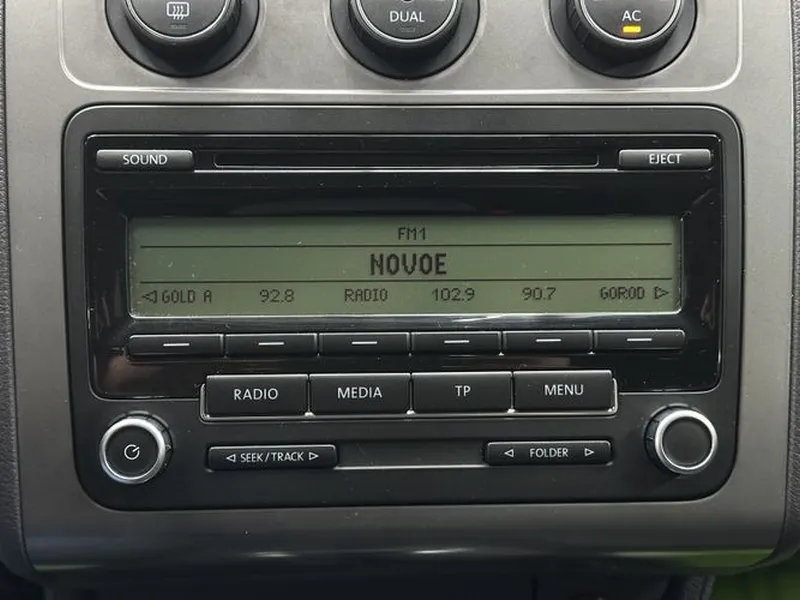 DUAL
AC
SOUND
EJECT
FM1
NOVOE
GOLD A 92.8 RADIO 102.9 90.7 GOROD
RADIO MEDIA TP MENU
SEEK/TRACK FOLDER